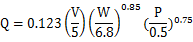 Q = 0.123 (V/5) (W/6.8)^0.85 (P/0.5)^0.75